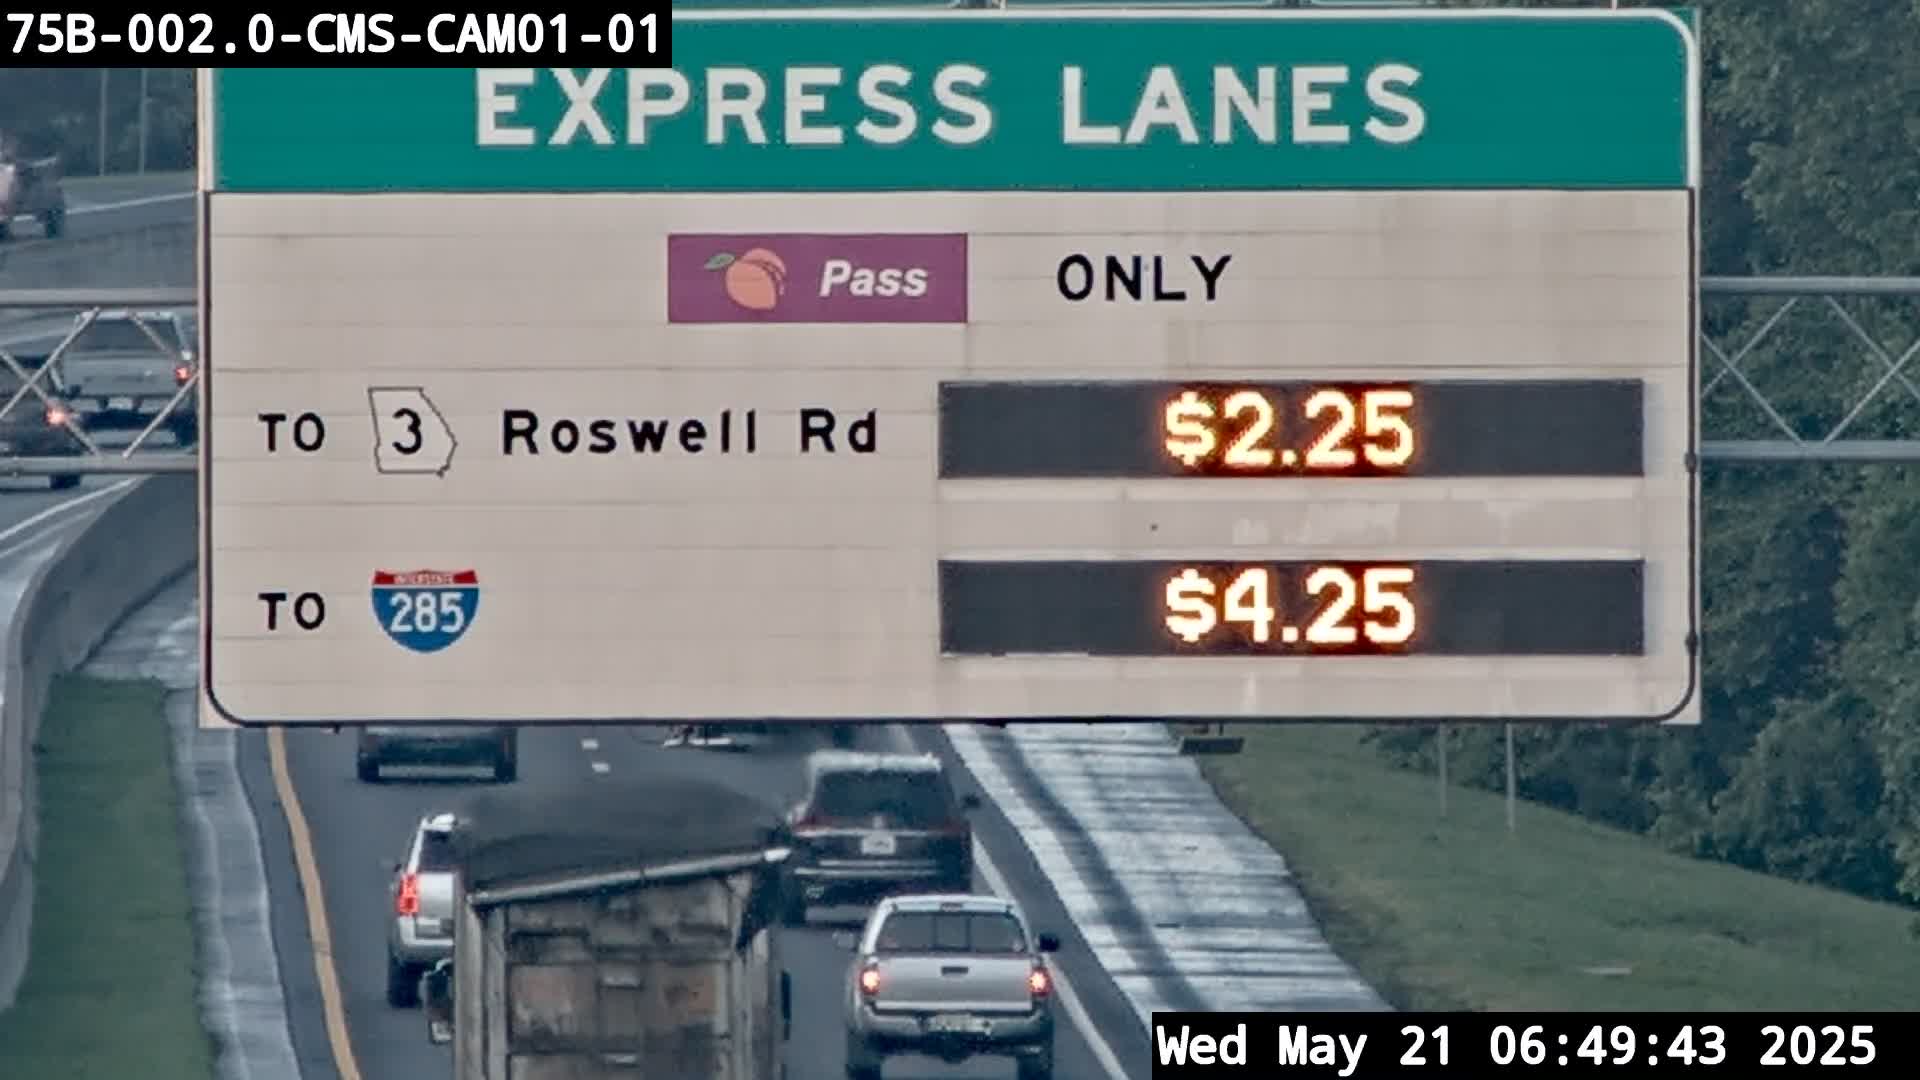 75B-002.0-CMS-CAM01-01
EXPRESS LANES
Pass ONLY
TO 3 Roswell Rd $2.25
TO INTERSTATE 285 $4.25
Wed May 21 06:49:43 2025